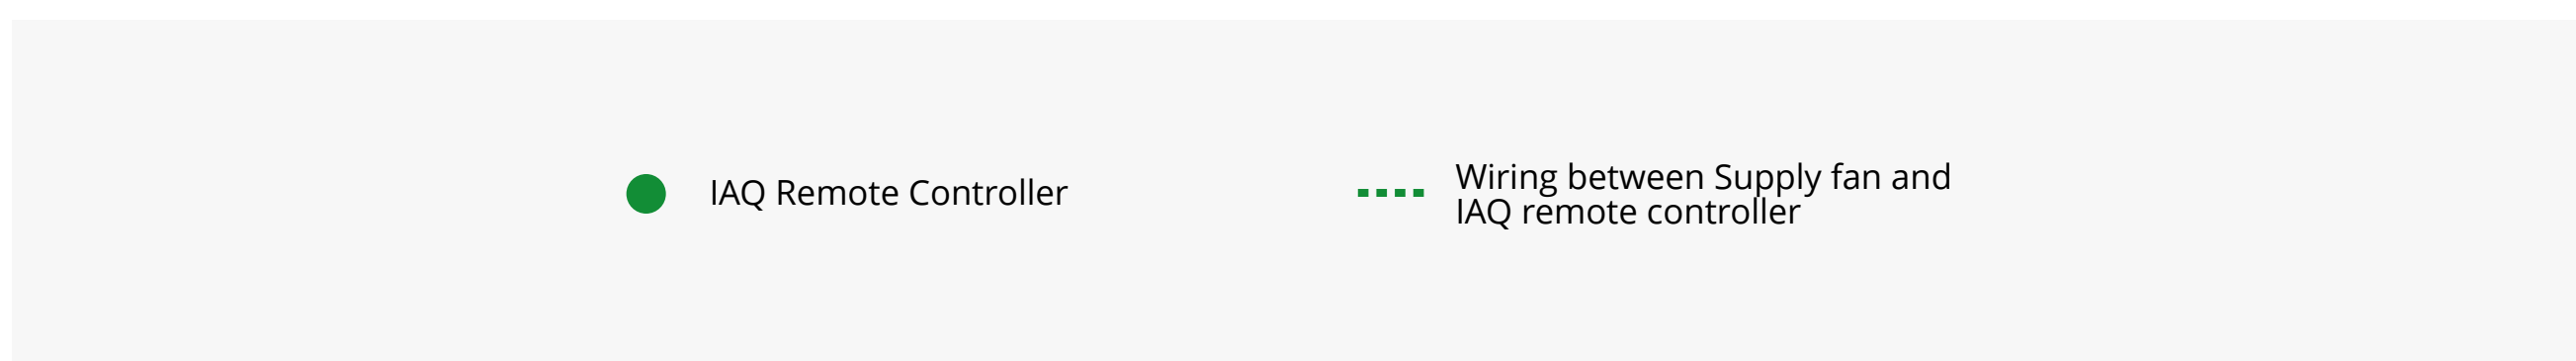 IAQ Remote Controller
Wiring between Supply fan and
IAQ remote controller